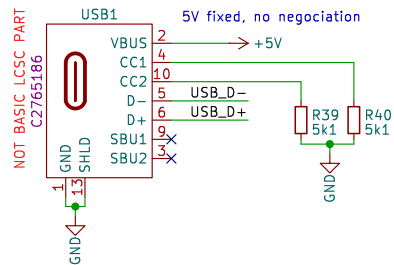 USB1
5V fixed, no negociation
NOT BASIC LCSC PART
C2765186
VBUS 2 +5V
CC1 4
CC2 10
D- 5 USB_D-
D+ 6 USB_D+
SBU1 9
SBU2 3
GND 1
SHLD 13
R39
5k1
R40
5k1
GND
GND